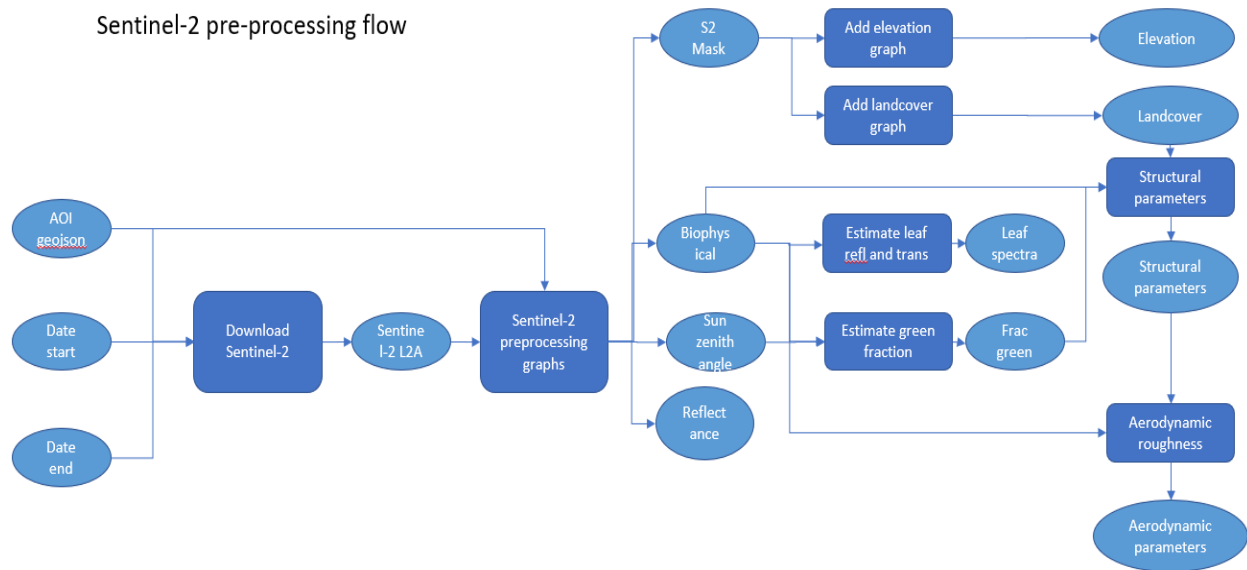 Sentinel-2 pre-processing flow
S2
Mask
Add elevation
graph
Elevation
Add landcover
graph
Landcover
Structural
parameters
AOI
geojson
Biophys
ical
Estimate leaf
refl and trans
Leaf
spectra
Structural
parameters
Date
start
Download
Sentinel-2
Sentine
l-2 L2A
Sentinel-2
preprocessing
graphs
Sun
zenith
angle
Estimate green
fraction
Frac
green
Reflect
ance
Date
end
Aerodynamic
roughness
Aerodynamic
parameters